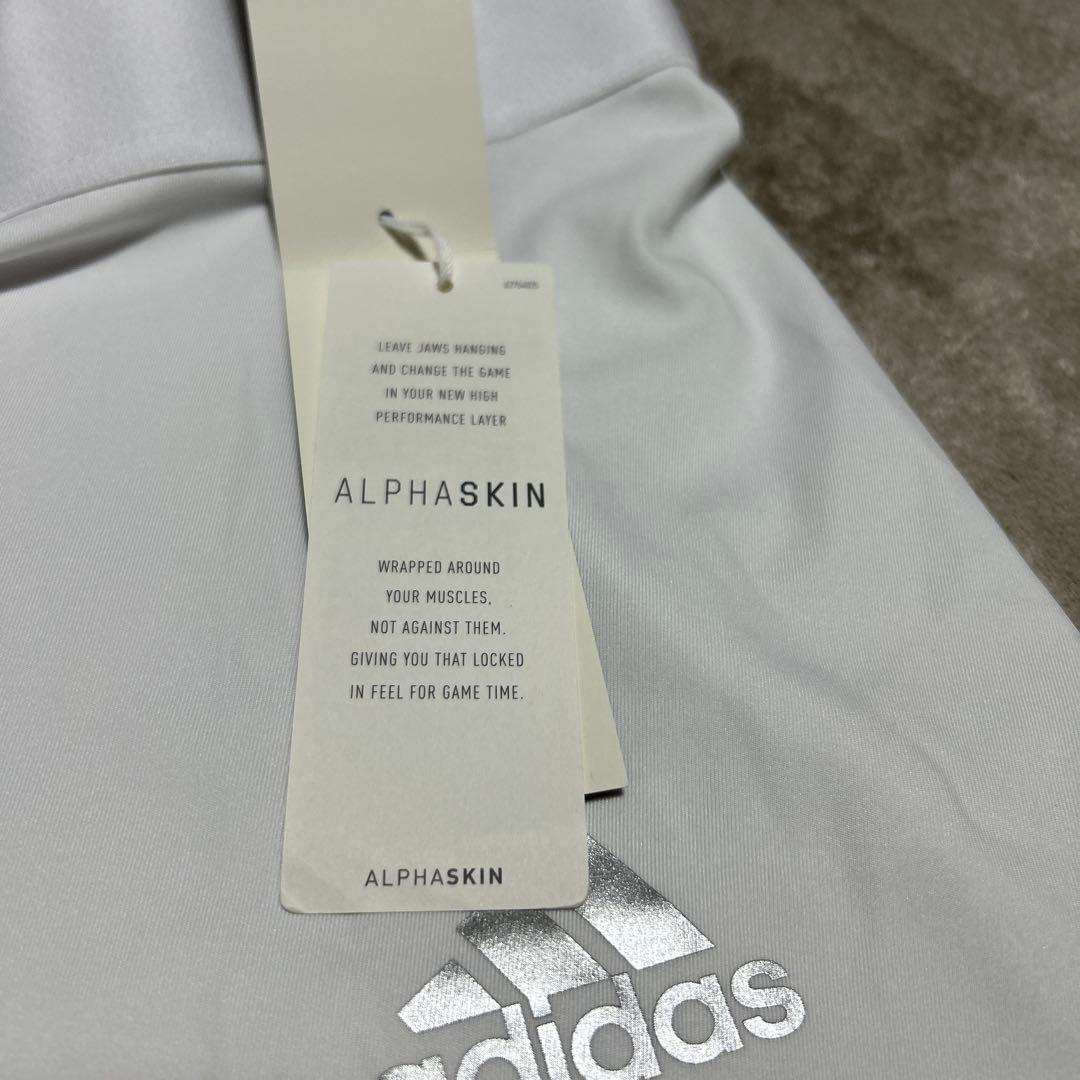 LEAVE JAWS HANGING
AND CHANGE THE GAME
IN YOUR NEW HIGH
PERFORMANCE LAYER
ALPHASKIN
WRAPPED AROUND
YOUR MUSCLES,
NOT AGAINST THEM.
GIVING YOU THAT LOCKED
IN FEEL FOR GAME TIME.
ALPHASKIN
adidas